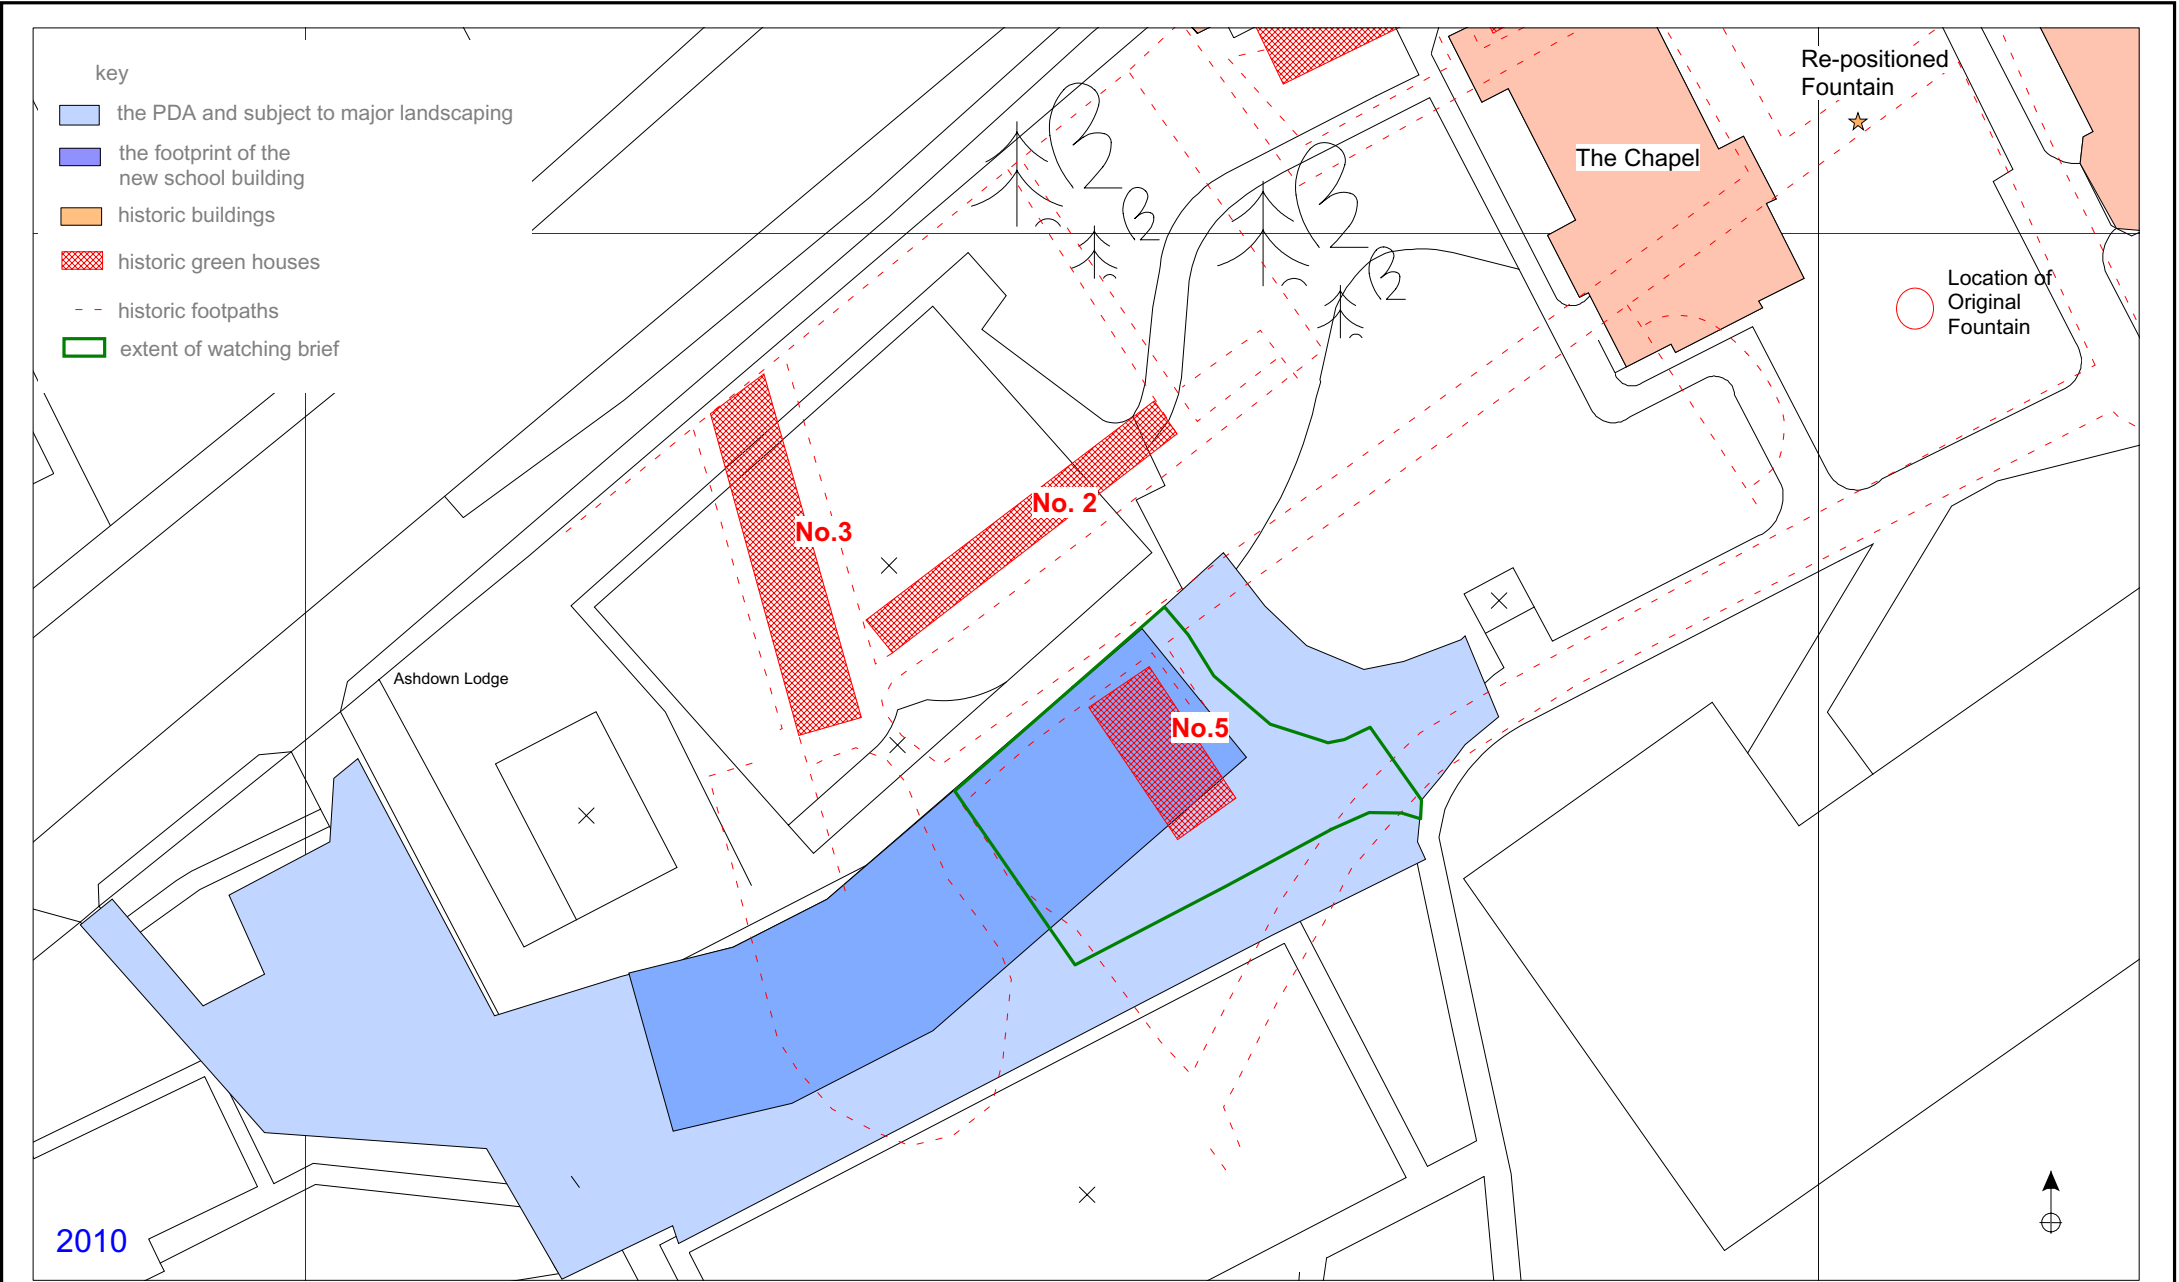 key
the PDA and subject to major landscaping
the footprint of the
new school building
historic buildings
historic green houses
historic footpaths
extent of watching brief
Re-positioned
Fountain
The Chapel
Location of
Original
Fountain
No. 2
No.3
Ashdown Lodge
No.5
2010